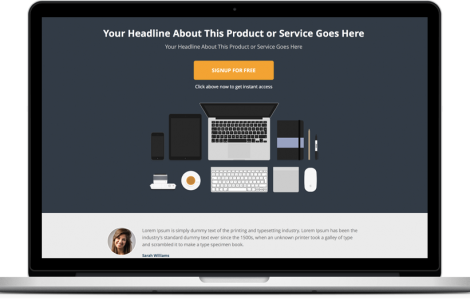 Your Headline About This Product or Service Goes Here
Your Headline About This Product or Service Goes Here
SIGNUP FOR FREE
Click above now to get instant access
Lorem Ipsum is simply dummy text of the printing and typesetting industry. Lorem Ipsum has been the
industry's standard dummy text ever since the 1500s, when an unknown printer took a galley of type
and scrambled it to make a type specimen book.
Sarah Williams